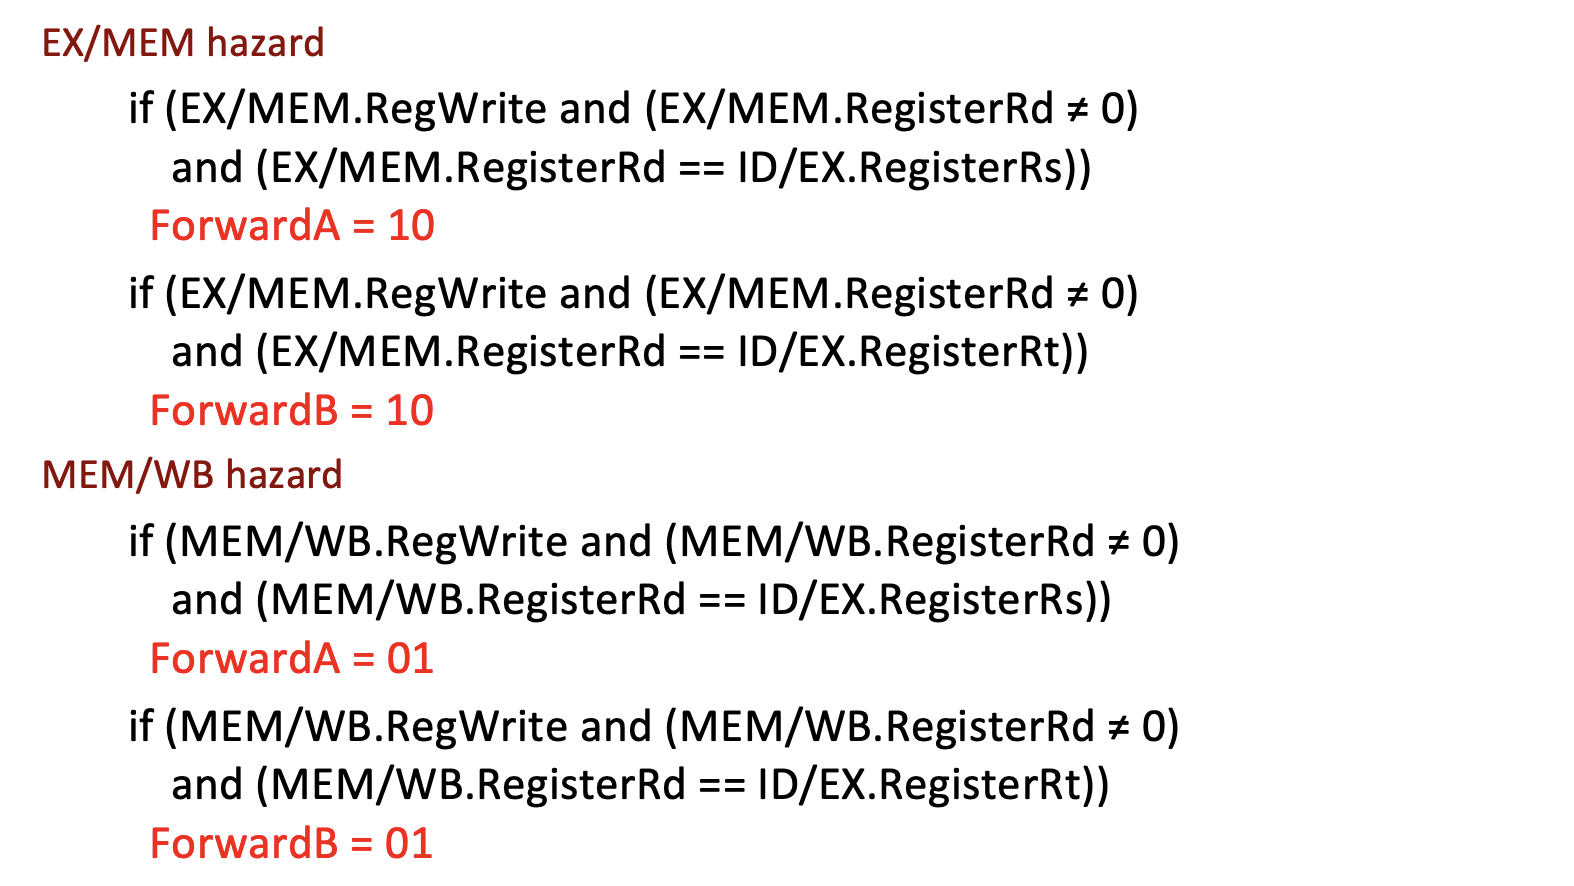 EX/MEM hazard
if (EX/MEM.RegWrite and (EX/MEM.RegisterRd ≠ 0)
and (EX/MEM.RegisterRd == ID/EX.RegisterRs))
ForwardA = 10
if (EX/MEM.RegWrite and (EX/MEM.RegisterRd ≠ 0)
and (EX/MEM.RegisterRd == ID/EX.RegisterRt))
ForwardB = 10
MEM/WB hazard
if (MEM/WB.RegWrite and (MEM/WB.RegisterRd ≠ 0)
and (MEM/WB.RegisterRd == ID/EX.RegisterRs))
ForwardA = 01
if (MEM/WB.RegWrite and (MEM/WB.RegisterRd ≠ 0)
and (MEM/WB.RegisterRd == ID/EX.RegisterRt))
ForwardB = 01